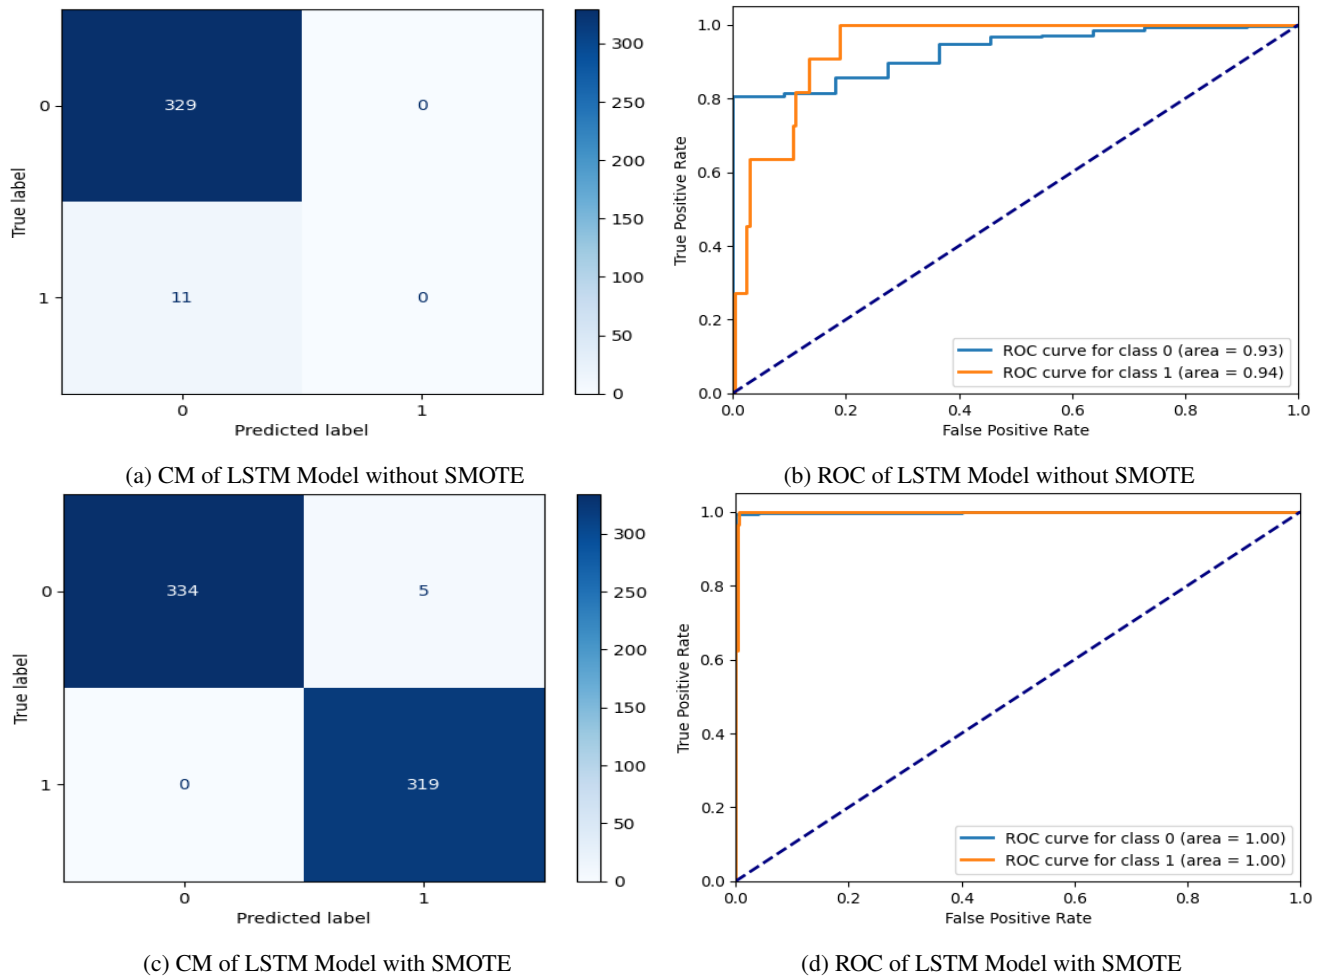 329 0
11 0
0
1
True label
0 1
Predicted label
300
250
200
150
100
50
0
1.0
0.8
0.6
0.4
0.2
0.0
True Positive Rate
ROC curve for class 0 (area = 0.93)
ROC curve for class 1 (area = 0.94)
0.0 0.2 0.4 0.6 0.8 1.0
False Positive Rate
(a) CM of LSTM Model without SMOTE
(b) ROC of LSTM Model without SMOTE
334 5
0 319
0
1
True label
0 1
Predicted label
300
250
200
150
100
50
0
1.0
0.8
0.6
0.4
0.2
0.0
True Positive Rate
ROC curve for class 0 (area = 1.00)
ROC curve for class 1 (area = 1.00)
0.0 0.2 0.4 0.6 0.8 1.0
False Positive Rate
(c) CM of LSTM Model with SMOTE
(d) ROC of LSTM Model with SMOTE